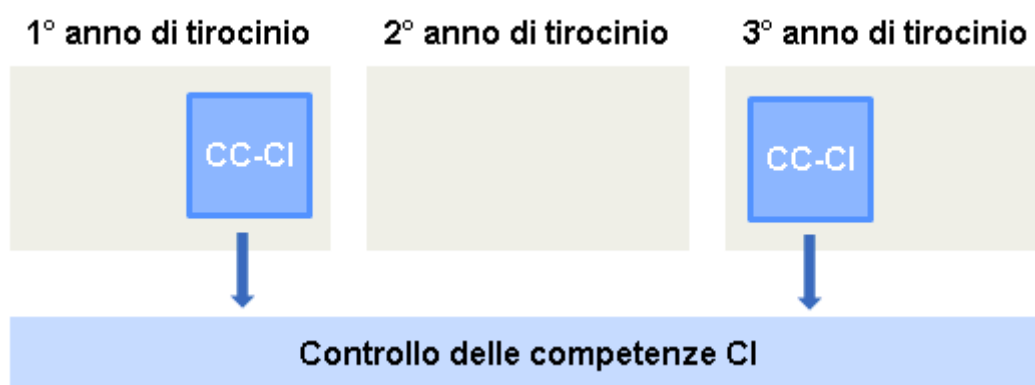 1° anno di tirocinio 2° anno di tirocinio 3° anno di tirocinio
CC-CI CC-CI
Controllo delle competenze CI